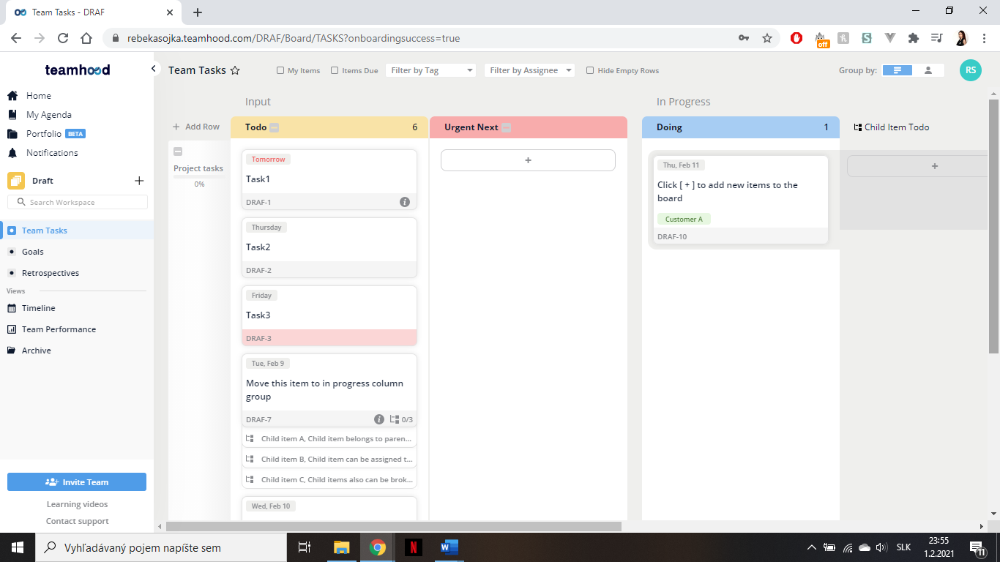 Team Tasks - DRAF
rebekasojka.teamhood.com/DRAF/Board/TASKS?onboardingsuccess=true
off
teamhood
Home
My Agenda
Portfolio BETA
Notifications
Draft
Search Workspace
Team Tasks
Goals
Retrospectives
Views
Timeline
Team Performance
Archive
Invite Team
Learning videos
Contact support
Team Tasks
My Items
Items Due
Filter by Tag
Filter by Assignee
Hide Empty Rows
Group by:
RS
Input
In Progress
+ Add Row
Todo 6
Urgent Next
Doing 1
Child Item Todo
Project tasks
0%
Tomorrow
Task1
DRAF-1
Thursday
Task2
DRAF-2
Friday
Task3
DRAF-3
Tue, Feb 9
Move this item to in progress column
group
DRAF-7 0/3
Child item A, Child item belongs to paren...
Child item B, Child item can be assigned t...
Child item C, Child items also can be brok...
Wed, Feb 10
+
Thu, Feb 11
Click [ + ] to add new items to the
board
Customer A
DRAF-10
+
Vyhľadávaný pojem napíšte sem
N
W
SLK
23:55
1.2.2021
11